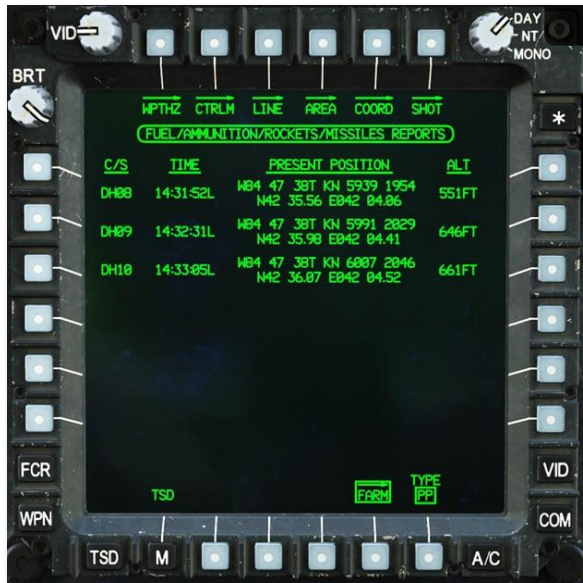 VID
DAY
NT
MONO
BRT
WPTHZ CTRLM LINE AREA COORD SHOT
*
FUEL/AMMUNITION/ROCKETS/MISSILES REPORTS
C/S TIME PRESENT POSITION ALT
DH08 14:31:52L W84 47 38T KN 5939 1954 551FT
N42 35.56 E042 04.06
DH09 14:32:31L W84 47 38T KN 5991 2029 646FT
N42 35.98 E042 04.41
DH10 14:33:05L W84 47 38T KN 6007 2046 661FT
N42 36.07 E042 04.52
FCR
VID
TYPE
TSD FARM PP
WPN
COM
TSD M A/C